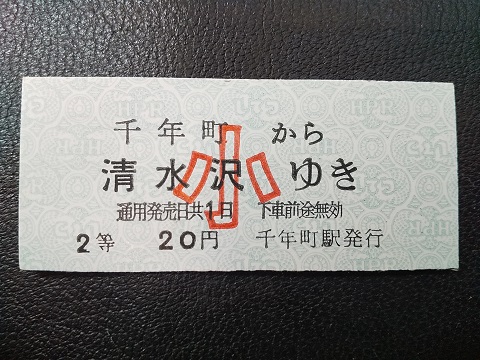 千年町 から
清水沢 ゆき
小
通用発売日共1日 下車前途無効
2等 20円 千年町駅発行